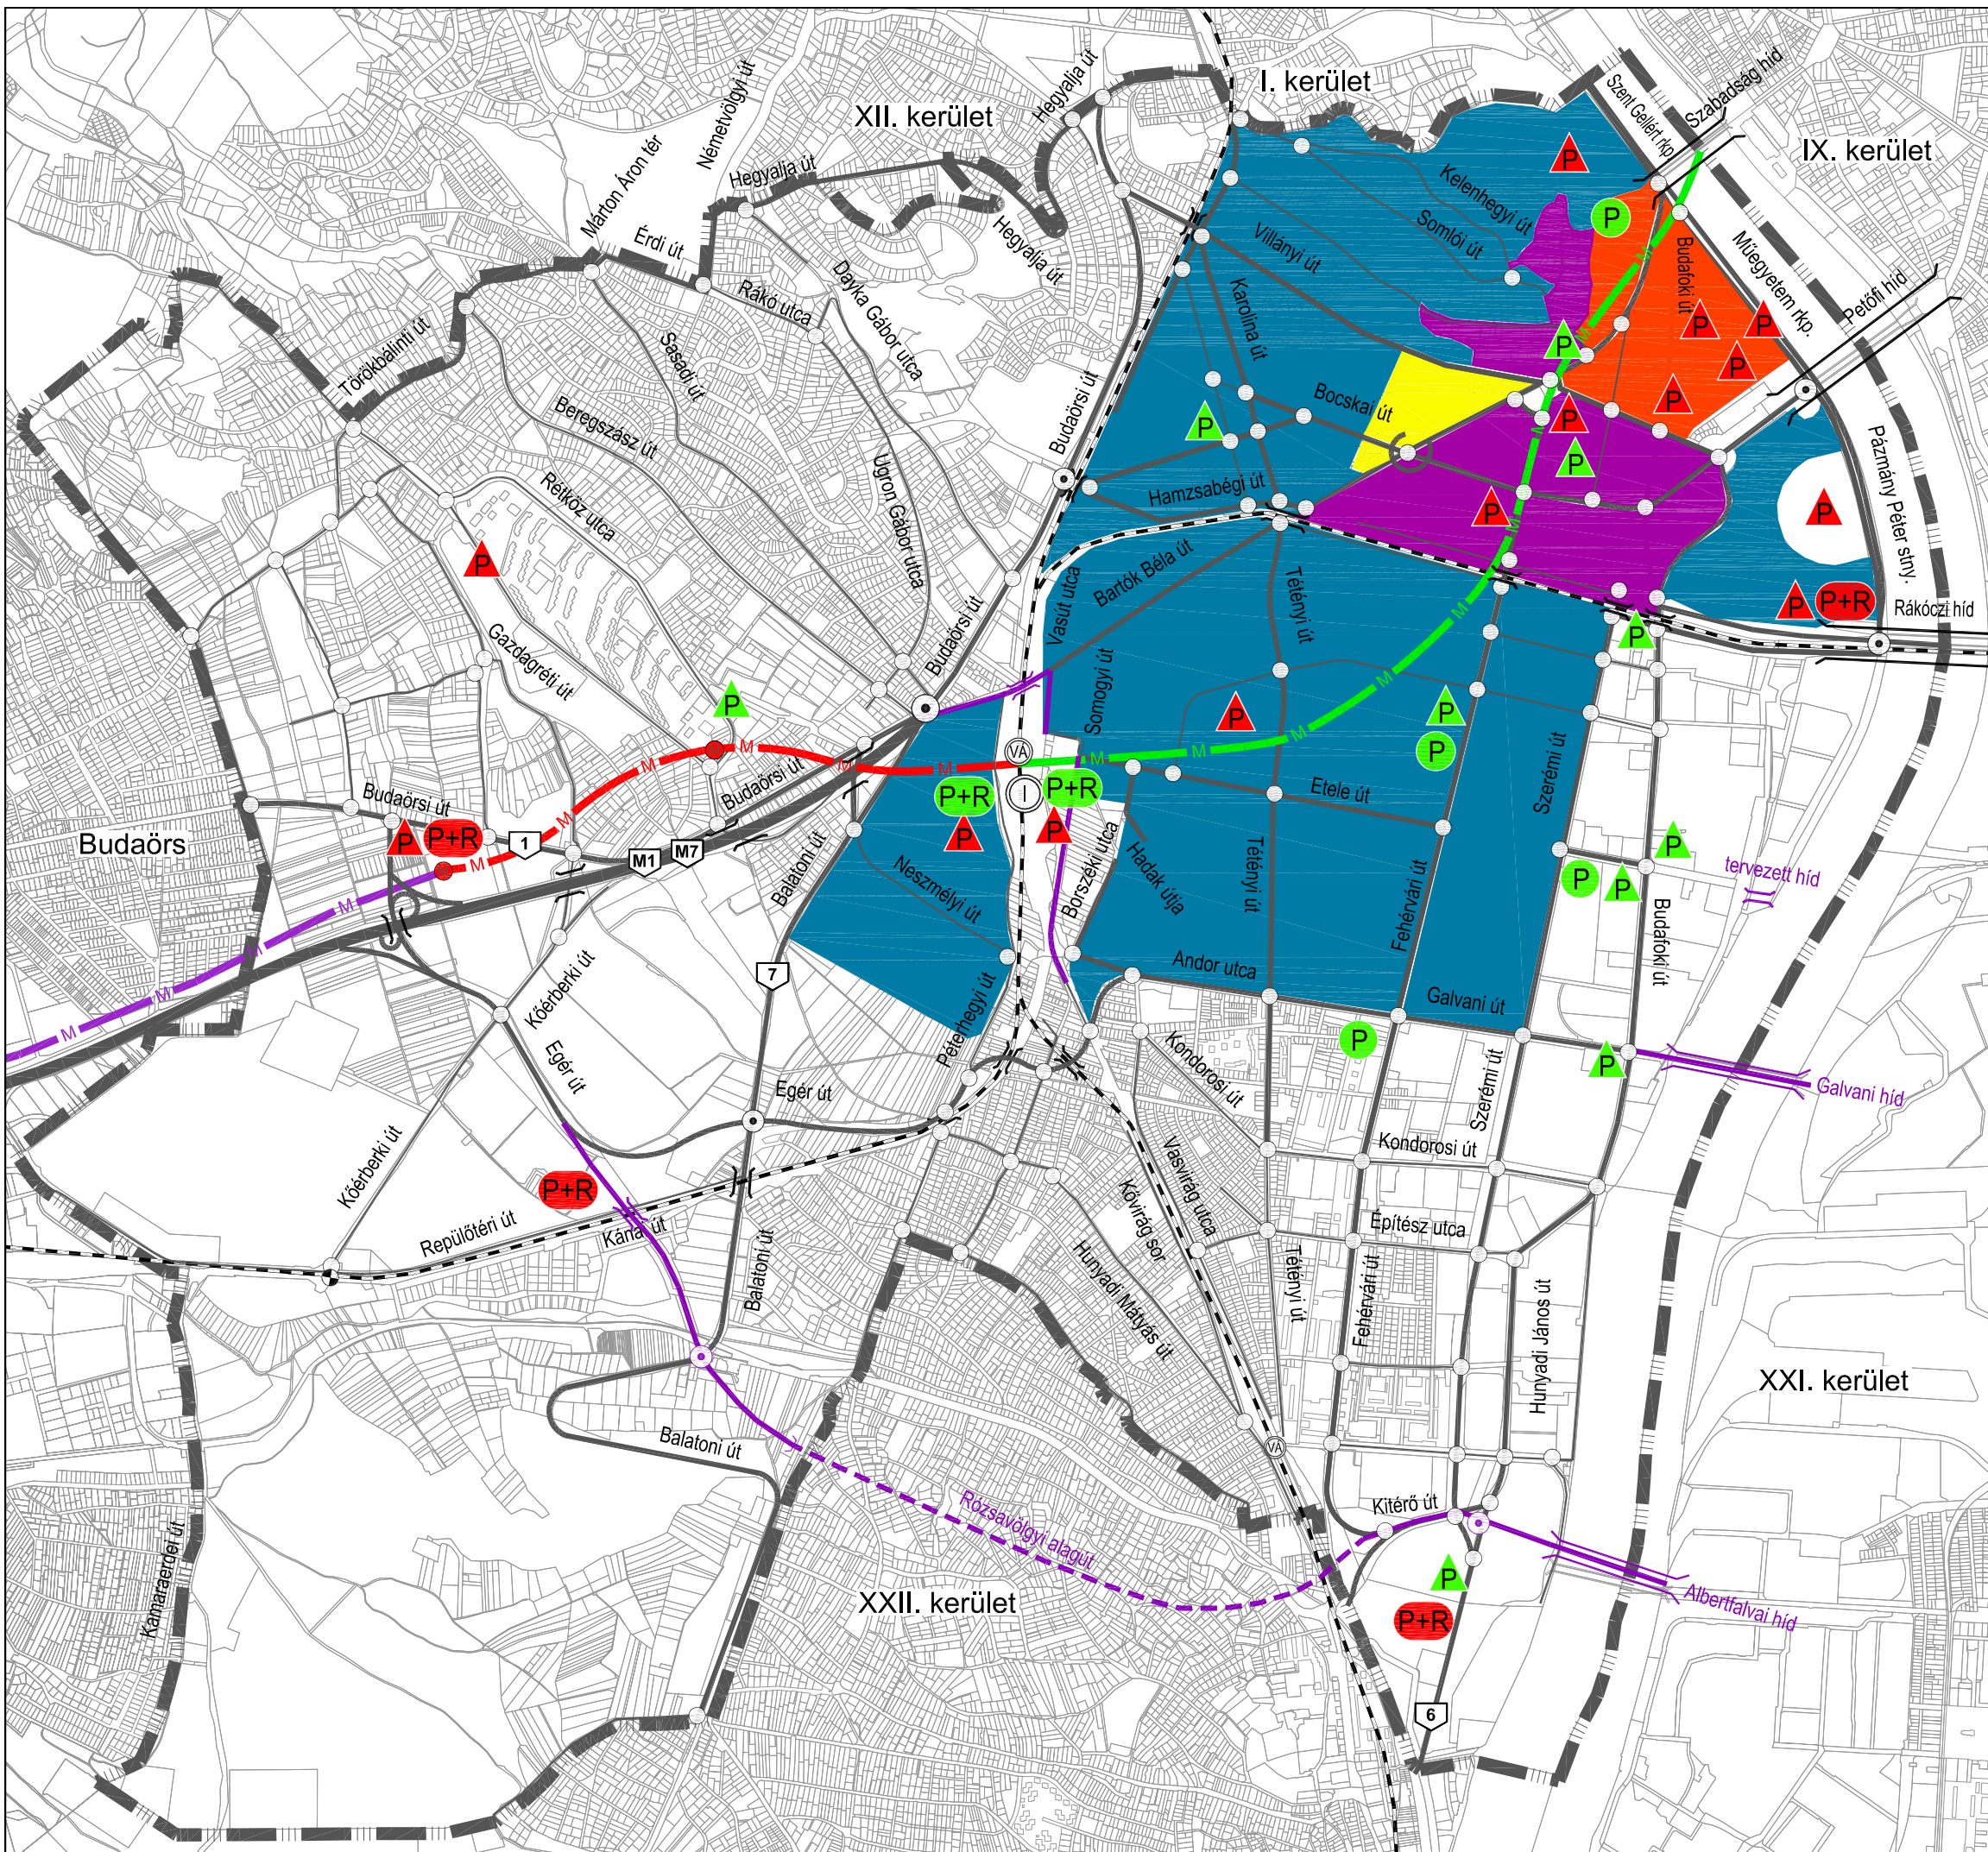 I. kerület
XII. kerület
IX. kerület
Hegyalja út
Németvölgyi út
Márton Áron tér
Hegyalja út
Hegyalja út
Érdi út
Rákó utca
Dayka Gábor utca
Törökbálinti út
Sasadi út
Beregszász út
Rétköz utca
Ugron Gábor utca
Budaörsi út
Budaörsi út
Gazdagréti út
Szent Gellért rkp.
Szabadság híd
Kelenhegyi út
Somlói út
Villányi út
Karolina út
Budafoki út
Műegyetem rkp.
Petőfi híd
Bocskai út
Hamzsabégi út
Pázmány Péter stny.
Rákóczi híd
Bartók Béla út
Vasút utca
Tétényi út
Somogyi út
Szerémi út
P
P
P
P
P
P
P
P
P
P
P
P
P
P
P+R
P
P
P
P
P
P
M
M
M
M
M
M
M
M
M
M
VÁ
I
P+R
P
P+R
P
Budaörsi út
Budaörsi út
Budaörs
P
P+R
1
M1
M7
M
M
M
M
M
M
Balatoni út
Neszmélyi út
Borszéki utca
Hadak útja
Etele út
Tétényi út
Fehérvári út
P
P
P
tervezett híd
Budafoki út
Andor utca
Galvani út
7
Kőérberki út
Péterhegyi út
Egér út
Egér út
Kondorosi út
P
Szerémi út
P
Galvani híd
Kondorosi út
Kőérberki út
P+R
Vasvirág utca
Kővirág sor
Építész utca
Repülőtéri út
Kánai út
Balatoni út
Hunyadi Mátyás út
Tétényi út
Fehérvári út
Hunyadi János út
XXI. kerület
Balatoni út
VÁ
Kitérő út
Rózsavölgyi alagút
Kamaraerdei út
XXII. kerület
P
P+R
Albertfalvai híd
6